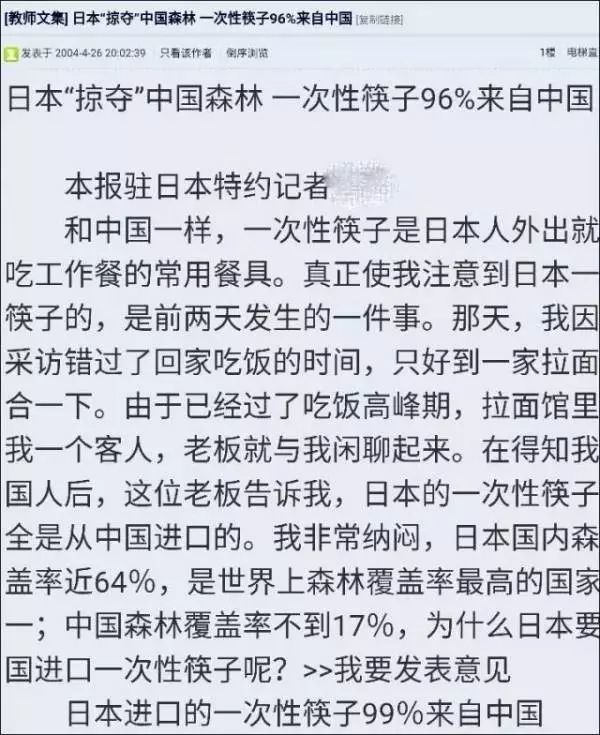 [教师文集] 日本“掠夺”中国森林 一次性筷子96%来自中国 [复制链接]
发表于 2004-4-26 20:02:39 | 只看该作者 | 倒序浏览 1楼 电梯直
日本“掠夺”中国森林 一次性筷子96%来自中国
本报驻日本特约记者
和中国一样，一次性筷子是日本人外出就
吃工作餐的常用餐具。真正使我注意到日本一
筷子的，是前两天发生的一件事。那天，我因
采访错过了回家吃饭的时间，只好到一家拉面
合一下。由于已经过了吃饭高峰期，拉面馆里
我一个客人，老板就与我闲聊起来。在得知我
国人后，这位老板告诉我，日本的一次性筷子
全是从中国进口的。我非常纳闷，日本国内森
盖率近64%，是世界上森林覆盖率最高的国家
一；中国森林覆盖率不到17%，为什么日本要
国进口一次性筷子呢？>>我要发表意见
日本进口的一次性筷子99%来自中国